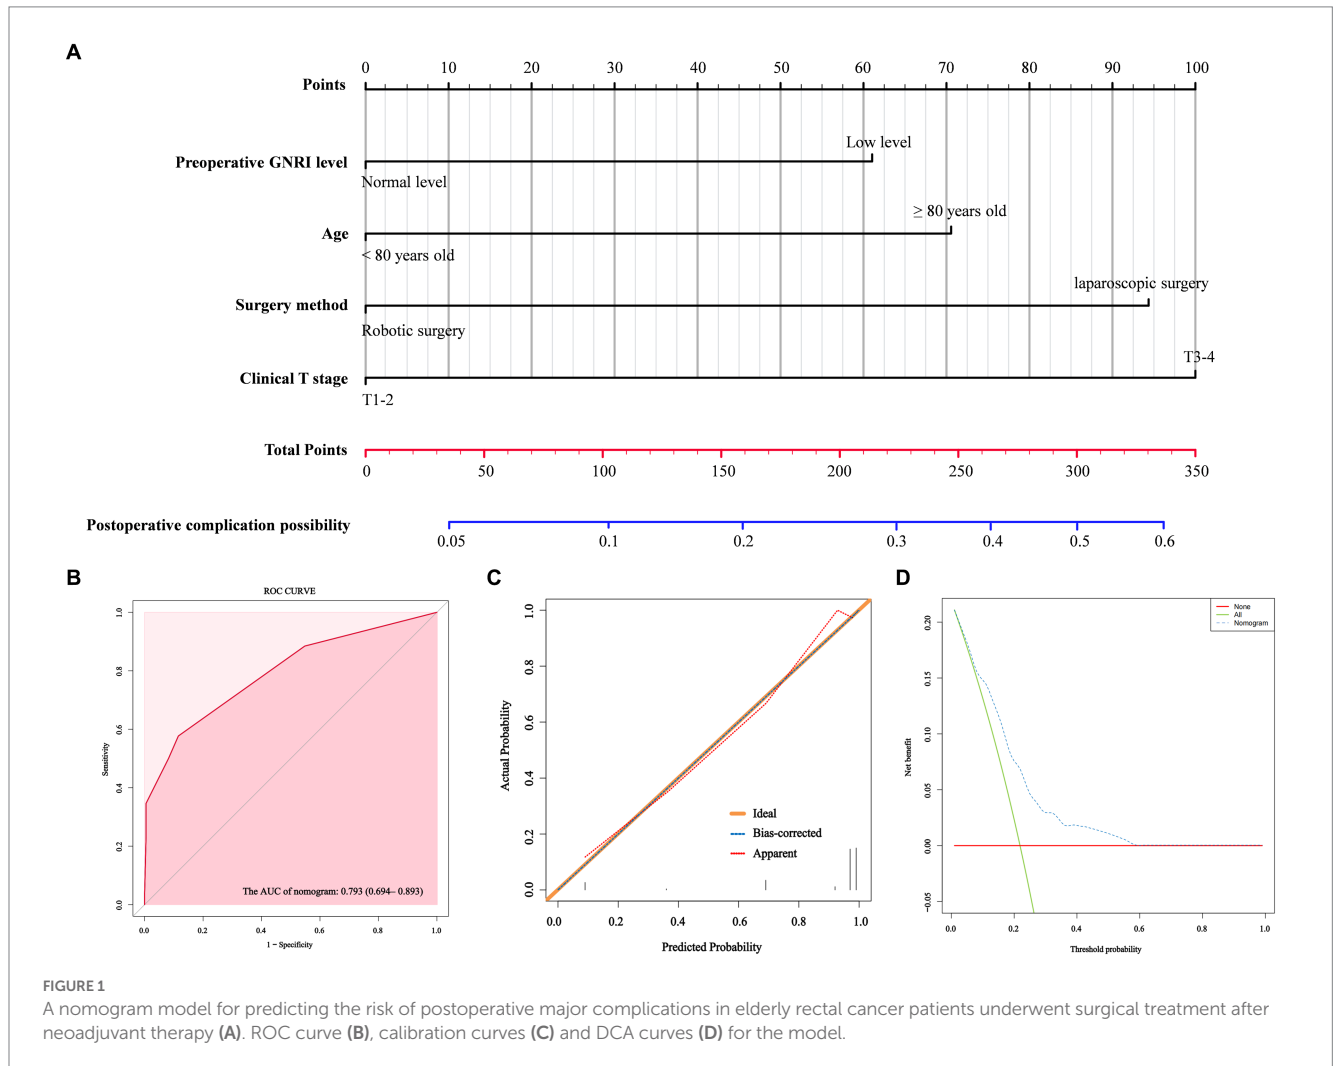 A
0 10 20 30 40 50 60 70 80 90 100
Points
Low level
Preoperative GNRI level
Normal level
≥ 80 years old
Age
< 80 years old
laparoscopic surgery
Surgery method
Robotic surgery
T3-4
Clinical T stage
T1-2
Total Points
0 50 100 150 200 250 300 350
Postoperative complication possibility
0.05 0.1 0.2 0.3 0.4 0.5 0.6
B
ROC CURVE
1.0
0.8
0.6
0.4
0.2
0.0
Sensitivity
The AUC of nomogram: 0.793 (0.694– 0.893)
0.0 0.2 0.4 0.6 0.8 1.0
1 − Specificity
C
1.0
0.8
0.6
0.4
0.2
0.0
Actual Probability
Ideal
Bias-corrected
Apparent
0.0 0.2 0.4 0.6 0.8 1.0
Predicted Probability
D
None
All
Nomogram
0.20
0.15
0.10
0.05
0.00
−0.05
Net benefit
0.0 0.2 0.4 0.6 0.8 1.0
Threshold probability
FIGURE 1
A nomogram model for predicting the risk of postoperative major complications in elderly rectal cancer patients underwent surgical treatment after
neoadjuvant therapy (A). ROC curve (B), calibration curves (C) and DCA curves (D) for the model.